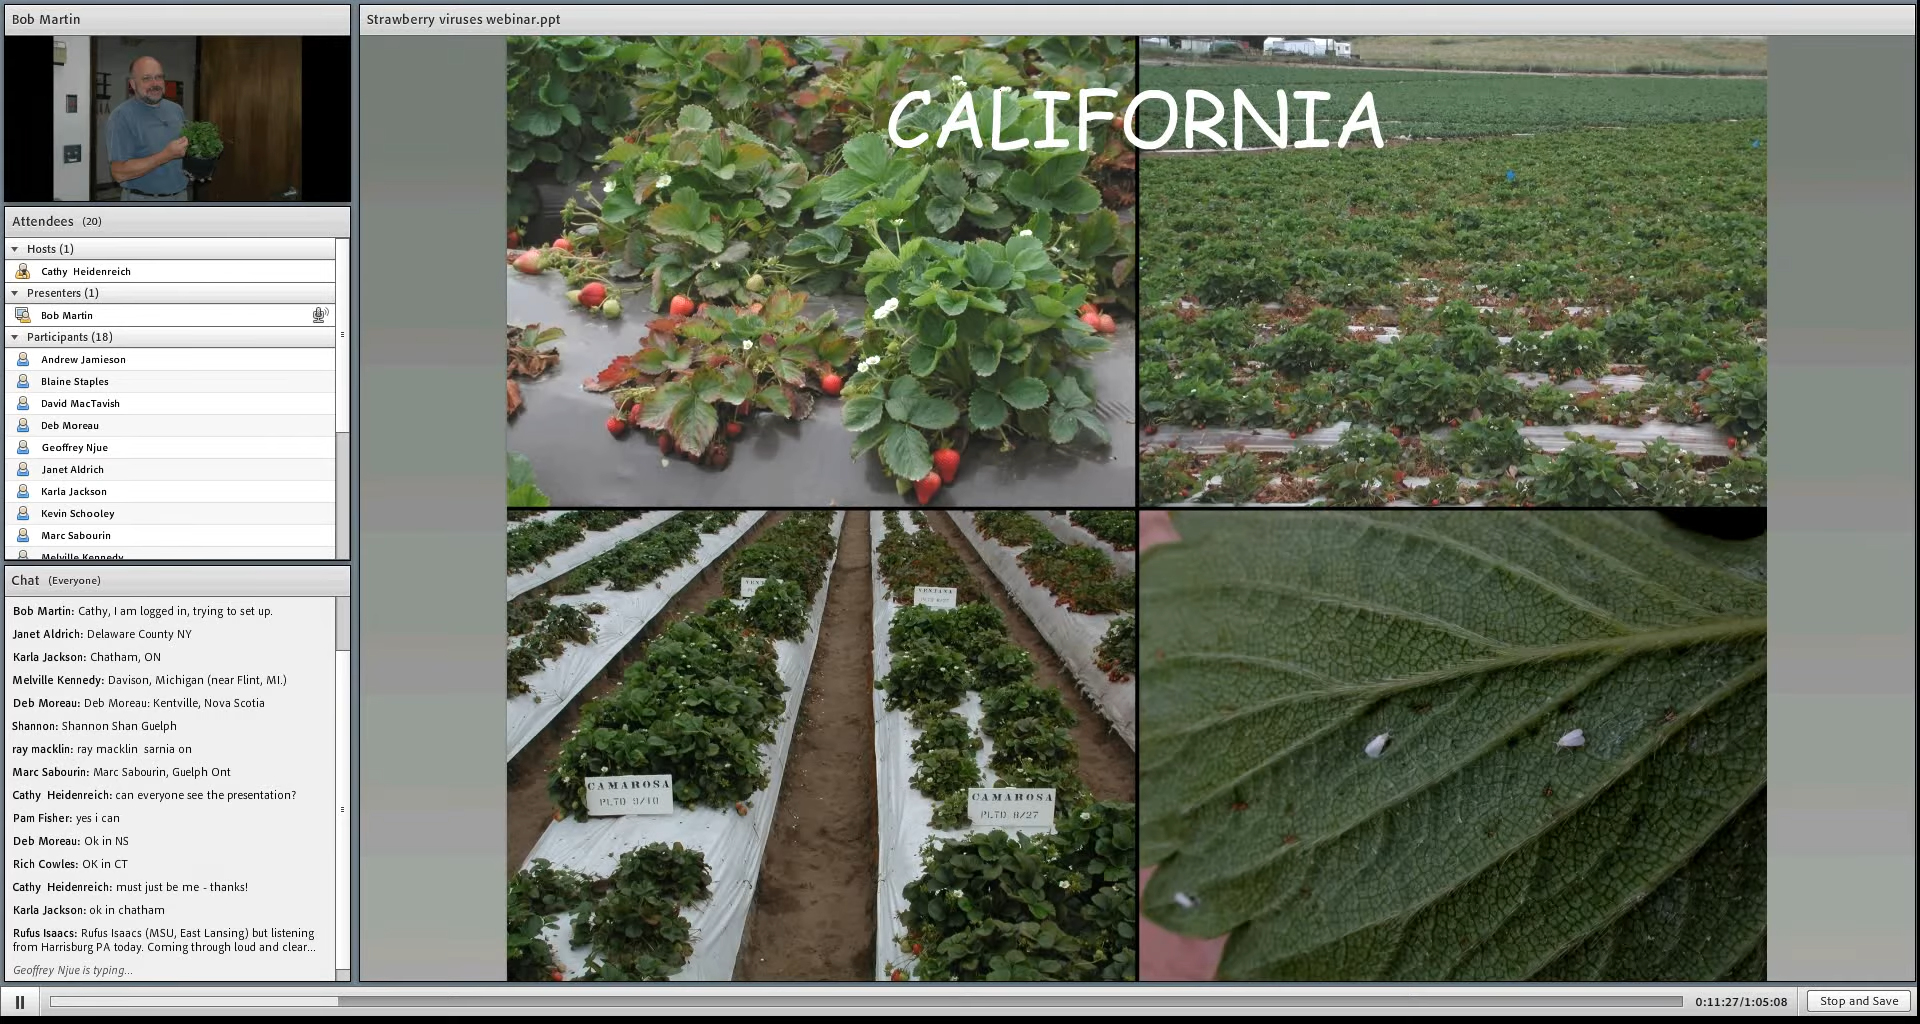 Bob Martin
Strawberry viruses webinar.ppt
Attendees (20)
Hosts (1)
Cathy Heidenreich
Presenters (1)
Bob Martin
Participants (18)
Andrew Jamieson
Blaine Staples
David MacTavish
Deb Moreau
Geoffrey Njue
Janet Aldrich
Karla Jackson
Kevin Schooley
Marc Sabourin
Melville Kennedy
Chat (Everyone)
Bob Martin: Cathy, I am logged in, trying to set up.
Janet Aldrich: Delaware County NY
Karla Jackson: Chatham, ON
Melville Kennedy: Davison, Michigan (near Flint, MI.)
Deb Moreau: Deb Moreau: Kentville, Nova Scotia
Shannon: Shannon Shan Guelph
ray macklin: ray macklin sarnia on
Marc Sabourin: Marc Sabourin, Guelph Ont
Cathy Heidenreich: can everyone see the presentation?
Pam Fisher: yes i can
Deb Moreau: Ok in NS
Rich Cowles: OK in CT
Cathy Heidenreich: must just be me - thanks!
Karla Jackson: ok in chatham
Rufus Isaacs: Rufus Isaacs (MSU, East Lansing) but listening
from Harrisburg PA today. Coming through loud and clear...
Geoffrey Njue is typing...
CALIFORNIA
VENTANA
CAMAROSA
PLTD 9/10
CAMAROSA
PLTD 8/27
0:11:27/1:05:08
Stop and Save